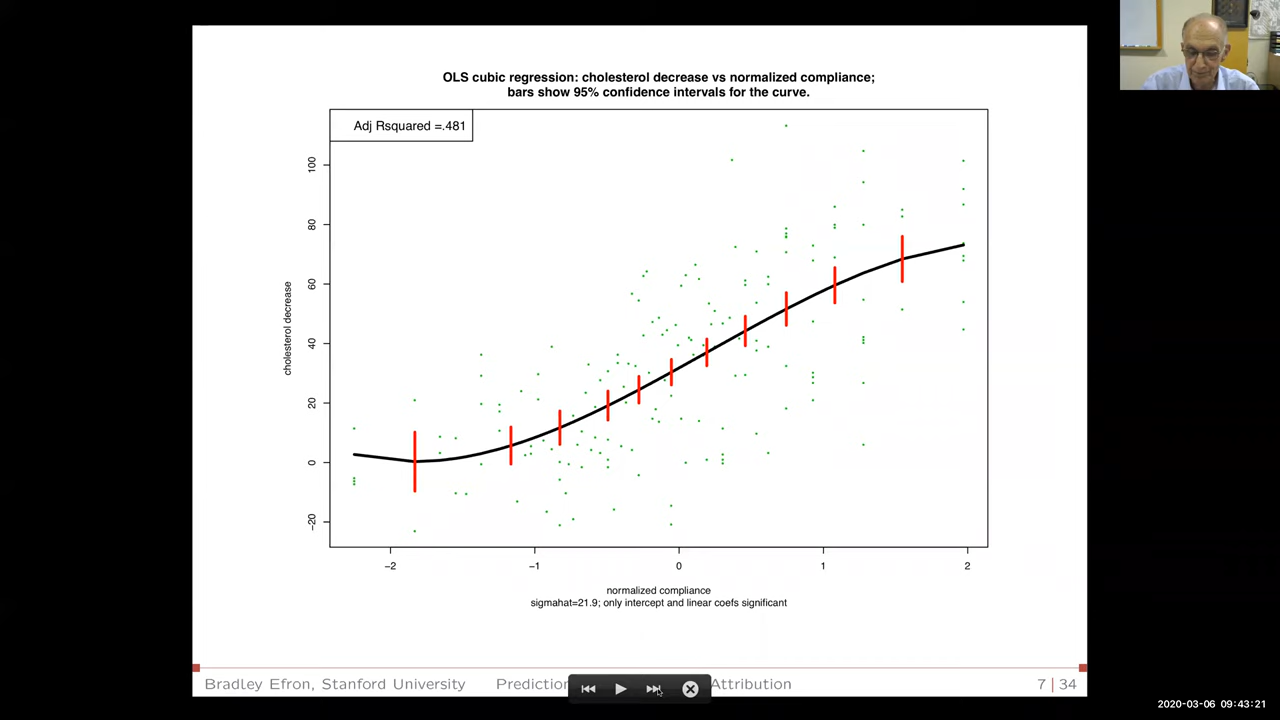 OLS cubic regression: cholesterol decrease vs normalized compliance;
bars show 95% confidence intervals for the curve.
Adj Rsquared =.481
100
80
60
40
20
0
−20
cholesterol decrease
−2 −1 0 1 2
normalized compliance
sigmahat=21.9; only intercept and linear coefs significant
Bradley Efron, Stanford University Prediction Attribution 7 | 34
2020-03-06 09:43:21